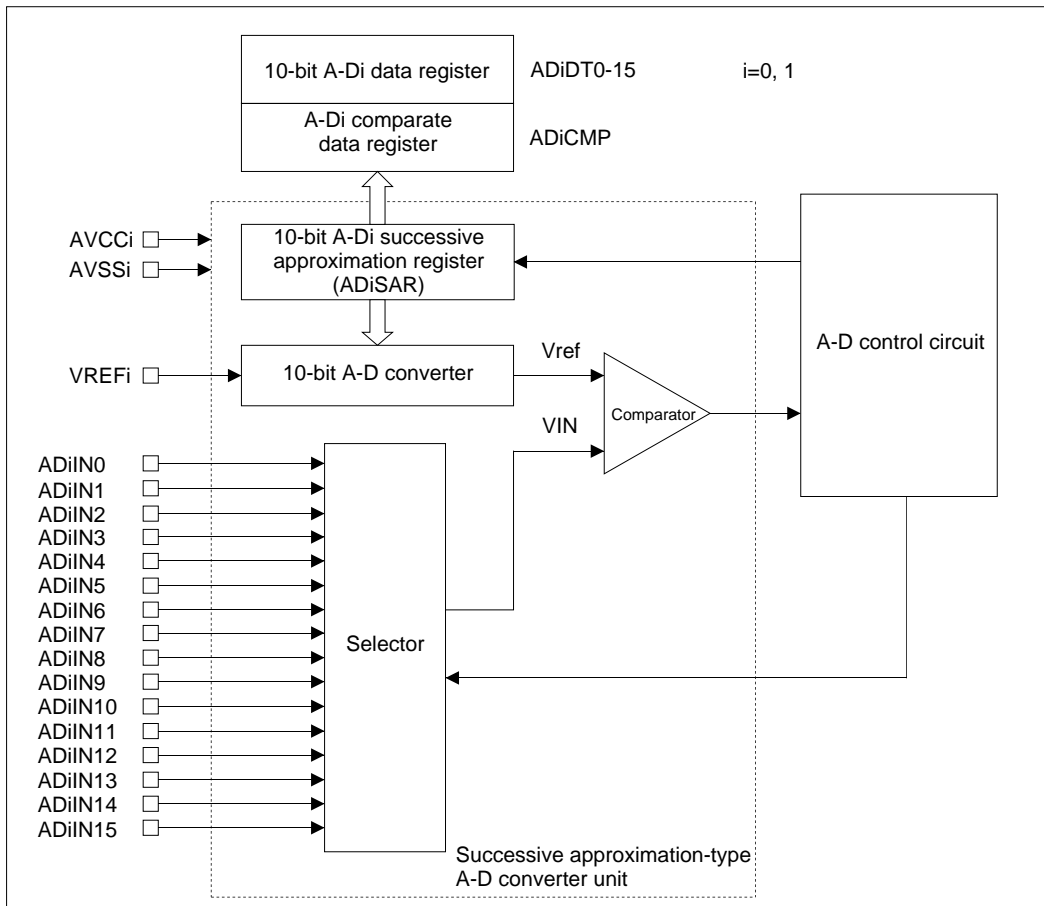 10-bit A-Di data register
ADiDT0-15
i=0, 1
A-Di comparate
data register
ADiCMP
AVCCi
AVSSi
10-bit A-Di successive
approximation register
(ADiSAR)
A-D control circuit
VREFi
10-bit A-D converter
Vref
VIN
Comparator
ADiIN0
ADiIN1
ADiIN2
ADiIN3
ADiIN4
ADiIN5
ADiIN6
ADiIN7
ADiIN8
ADiIN9
ADiIN10
ADiIN11
ADiIN12
ADiIN13
ADiIN14
ADiIN15
Selector
Successive approximation-type
A-D converter unit